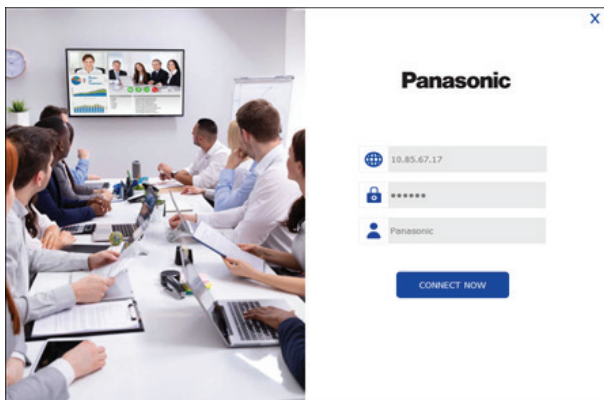 X
Panasonic
10.85.67.17
••••••
Panasonic
CONNECT NOW